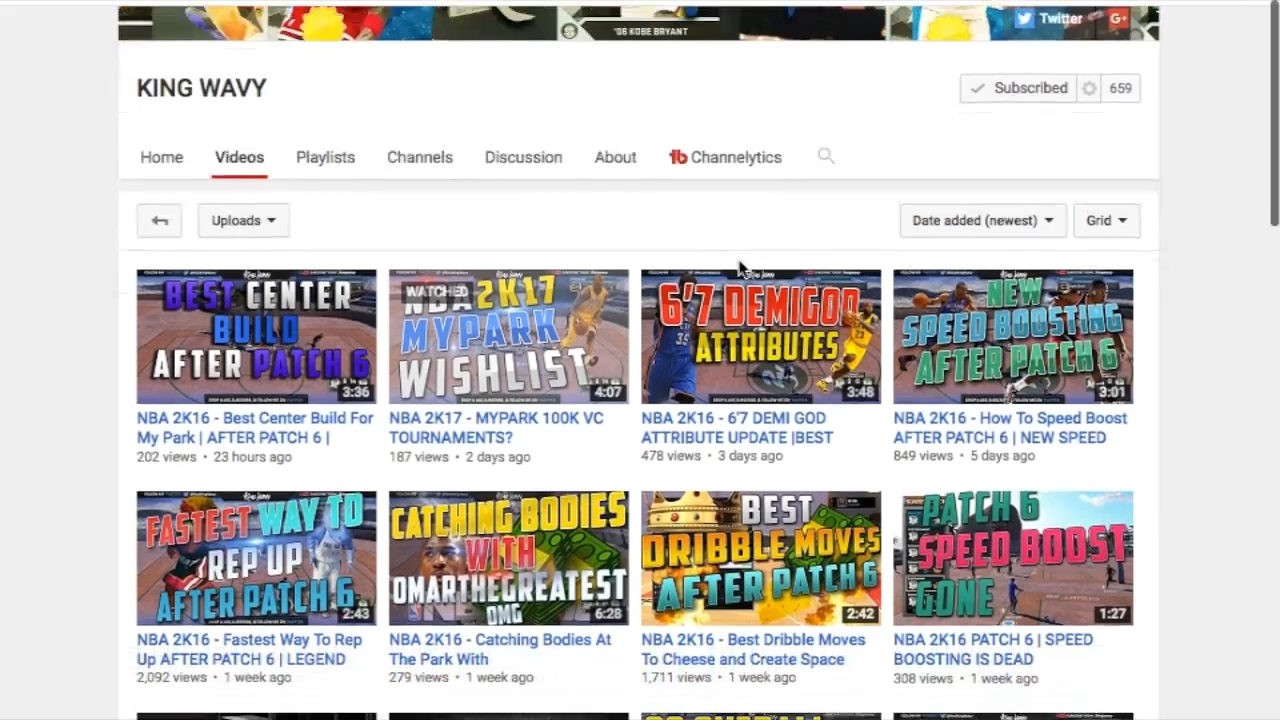 '08 KOBE BRYANT
Twitter
G+
KING WAVY
Subscribed 659
Home Videos Playlists Channels Discussion About Channelytics
Uploads
Date added (newest) Grid
BEST CENTER
BUILD
AFTER PATCH 6
3:36
WATCHED
NBA 2K17
MYPARK
WISHLIST
4:07
6'7 DEMIGOD
ATTRIBUTES
3:48
NEW
SPEED BOOSTING
AFTER PATCH 6
3:01
NBA 2K16 - Best Center Build For
My Park | AFTER PATCH 6 |
202 views • 23 hours ago
NBA 2K17 - MYPARK 100K VC
TOURNAMENTS?
187 views • 2 days ago
NBA 2K16 - 6'7 DEMI GOD
ATTRIBUTE UPDATE |BEST
478 views • 3 days ago
NBA 2K16 - How To Speed Boost
AFTER PATCH 6 | NEW SPEED
849 views • 5 days ago
FASTEST WAY TO
REP UP
AFTER PATCH 6
2:43
CATCHING BODIES
WITH
OMARTHEGREATEST
OMG
6:28
BEST
DRIBBLE MOVES
AFTER PATCH 6
2:42
PATCH 6
SPEED BOOST
GONE
1:27
NBA 2K16 - Fastest Way To Rep
Up AFTER PATCH 6 | LEGEND
2,092 views • 1 week ago
NBA 2K16 - Catching Bodies At
The Park With
279 views • 1 week ago
NBA 2K16 - Best Dribble Moves
To Cheese and Create Space
1,711 views • 1 week ago
NBA 2K16 PATCH 6 | SPEED
BOOSTING IS DEAD
308 views • 1 week ago